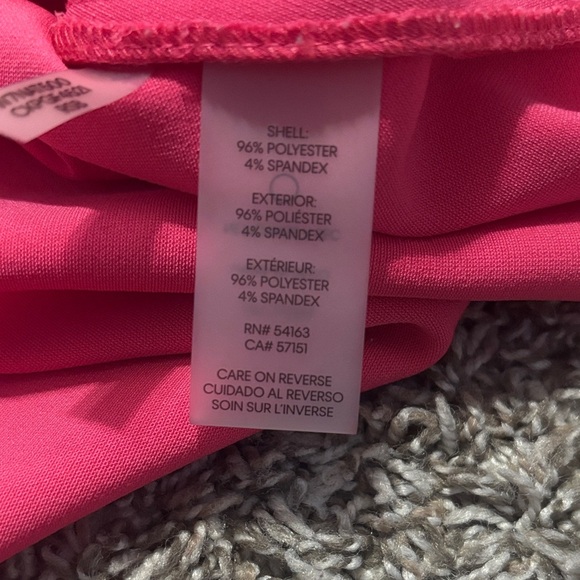 SHELL:
96% POLYESTER
4% SPANDEX
EXTERIOR:
96% POLIÉSTER
4% SPANDEX
EXTÉRIEUR:
96% POLYESTER
4% SPANDEX
RN# 54163
CA# 57151
CARE ON REVERSE
CUIDADO AL REVERSO
SOIN SUR L'INVERSE